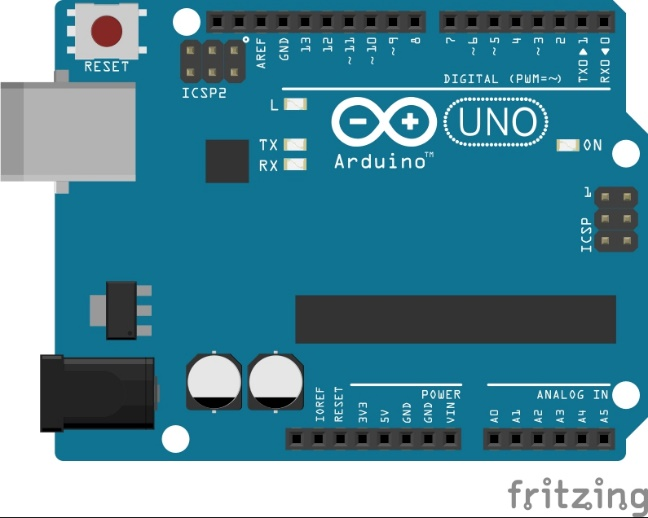 RESET
ICSP2
AREF
GND
13
12
~11
~10
~9
8
7
~6
~5
4
~3
2
TX0▶1
RX0◀0
DIGITAL (PWM=~)
L
TX
RX
Arduino™
UNO
ON
1
ICSP
POWER
ANALOG IN
IOREF
RESET
3V3
5V
GND
GND
VIN
A0
A1
A2
A3
A4
A5
fritzing